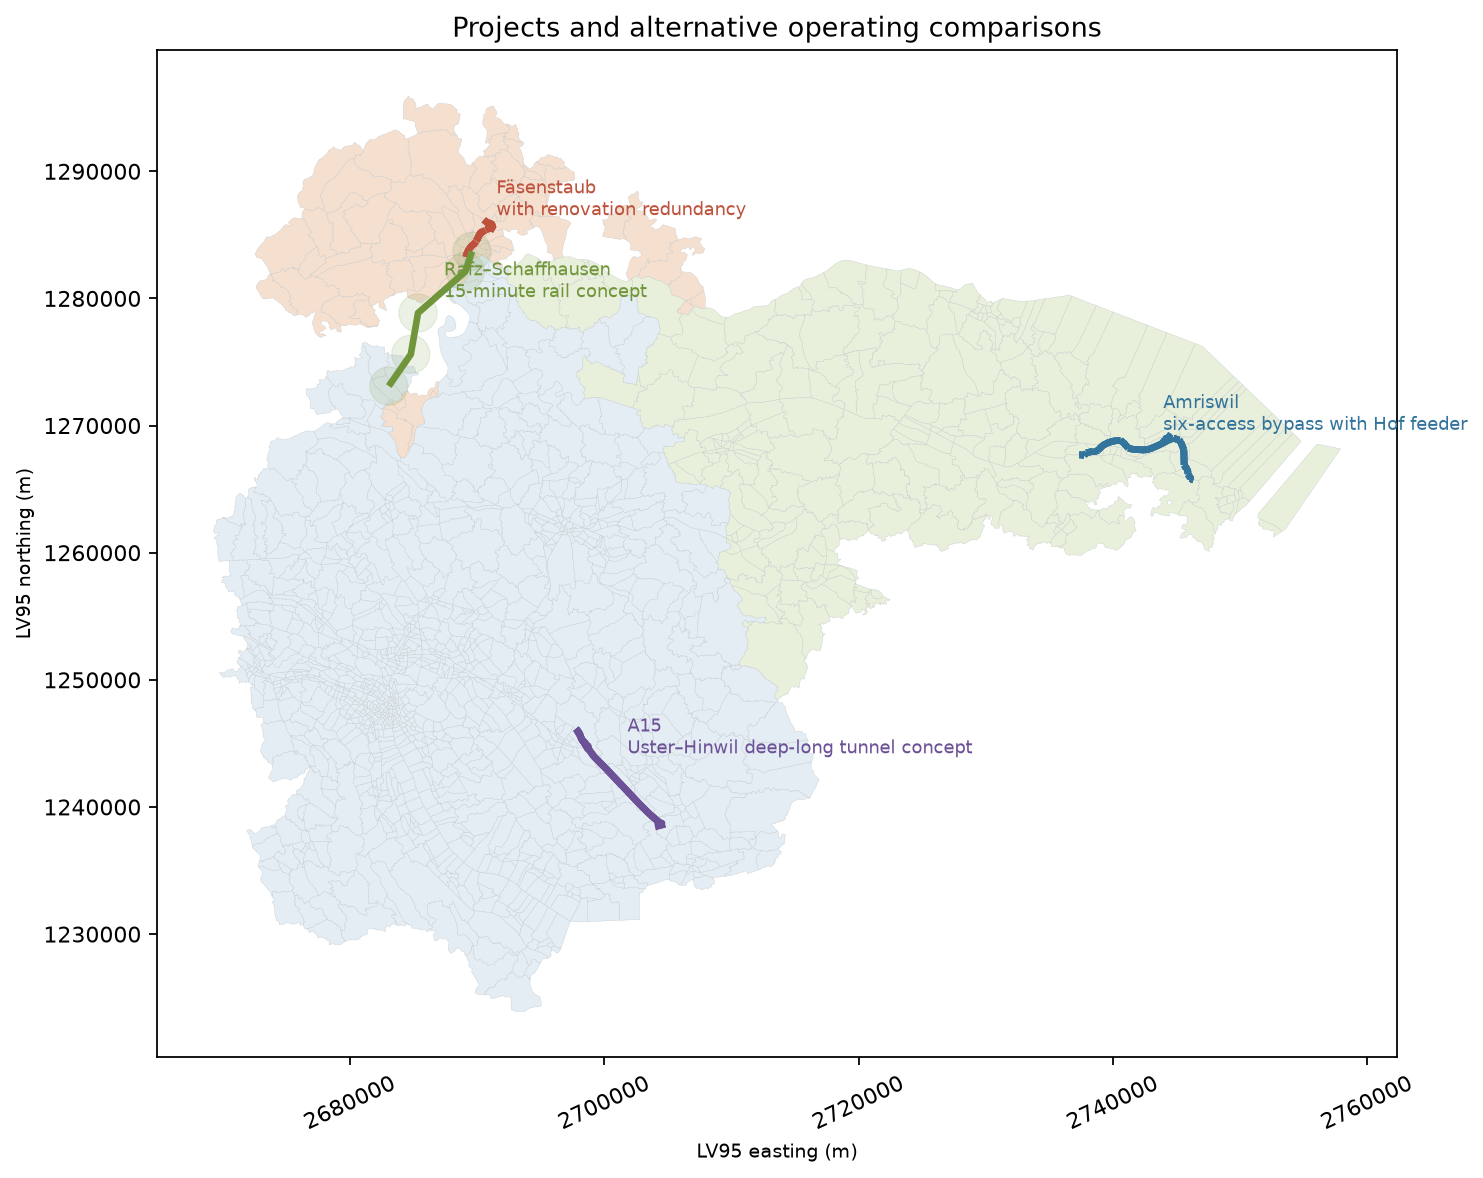 Projects and alternative operating comparisons
1290000
1280000
1270000
1260000
1250000
1240000
1230000
LV95 northing (m)
Fäsenstaub
with renovation redundancy
Rafz–Schaffhausen
15-minute rail concept
Amriswil
six-access bypass with Hof feeder
A15
Uster–Hinwil deep-long tunnel concept
2680000
2700000
2720000
2740000
2760000
LV95 easting (m)